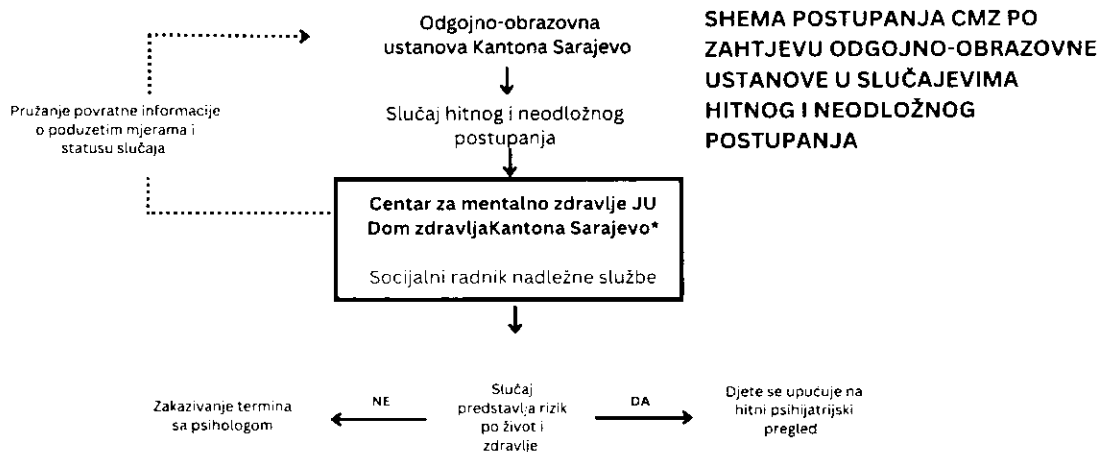 Odgojno-obrazovna
ustanova Kantona Sarajevo
SHEMA POSTUPANJA CMZ PO
ZAHTJEVU ODGOJNO-OBRAZOVNE
USTANOVE U SLUČAJEVIMA
HITNOG I NEODLOŽNOG
POSTUPANJA
Pružanje povratne informacije
o poduzetim mjerama i
statusu slučaja
Slučaj hitnog i neodložnog
postupanja
Centar za mentalno zdravlje JU
Dom zdravljaKantona Sarajevo*
Socijalni radnik nadležne službe
Zakazivanje termina
sa psihologom
NE
Slučaj
predstavlja rizik
po život i
zdravlje
DA
Djete se upućuje na
hitni psihijatrijski
pregled